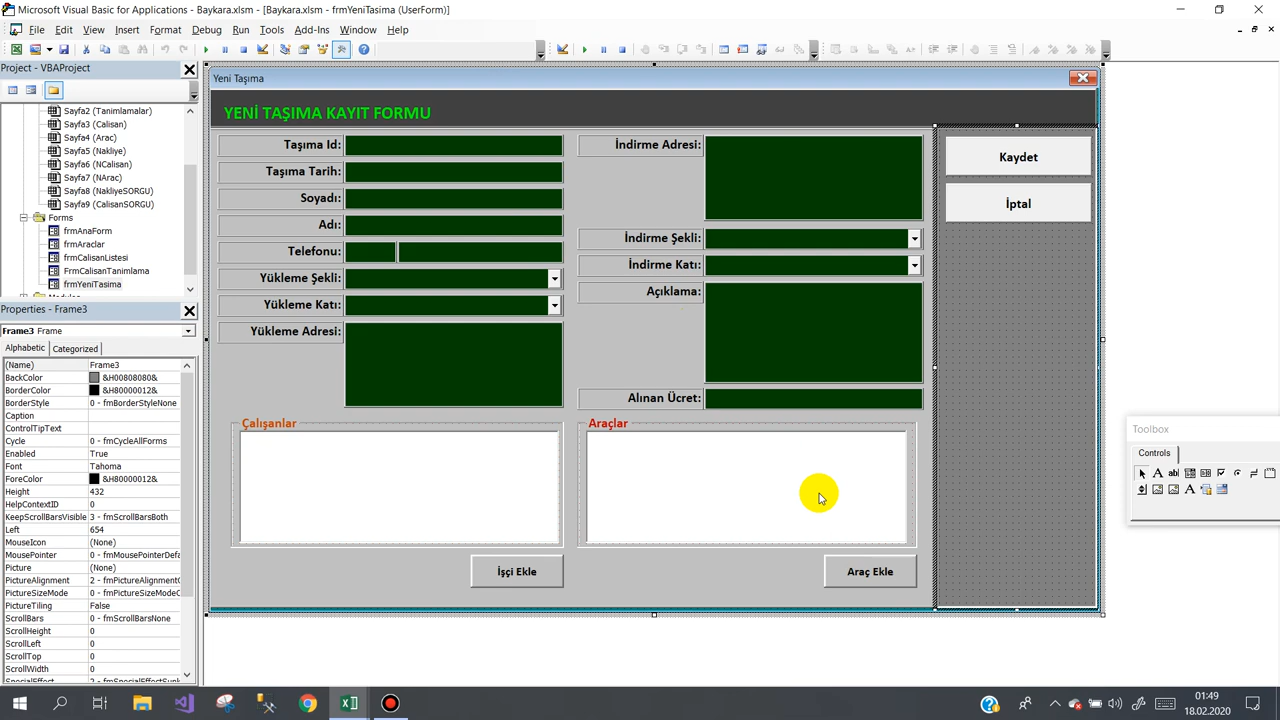 Microsoft Visual Basic for Applications - Baykara.xlsm - [Baykara.xlsm - frmYeniTasima (UserForm)]
File Edit View Insert Format Debug Run Tools Add-Ins Window Help
Project - VBAProject
Sayfa2 (Tanimlamalar)
Sayfa3 (Calisan)
Sayfa4 (Arac)
Sayfa5 (Nakliye)
Sayfa6 (NCalisan)
Sayfa7 (NArac)
Sayfa8 (NakliyeSORGU)
Sayfa9 (CalisanSORGU)
Forms
frmAnaForm
frmAraclar
frmCalisanListesi
FrmCalisanTanimlama
frmYeniTasima
Properties - Frame3
Frame3 Frame
Alphabetic Categorized
(Name) Frame3
BackColor &H00808080&
BorderColor &H80000012&
BorderStyle 0 - fmBorderStyleNone
Caption
ControlTipText
Cycle 0 - fmCycleAllForms
Enabled True
Font Tahoma
ForeColor &H80000012&
Height 432
HelpContextID 0
KeepScrollBarsVisible 3 - fmScrollBarsBoth
Left 654
MouseIcon (None)
MousePointer 0 - fmMousePointerDefa
Picture (None)
PictureAlignment 2 - fmPictureAlignment
PictureSizeMode 0 - fmPictureSizeModeC
PictureTiling False
ScrollBars 0 - fmScrollBarsNone
ScrollHeight 0
ScrollLeft 0
ScrollTop 0
ScrollWidth 0
Yeni Taşıma
YENİ TAŞIMA KAYIT FORMU
Taşıma Id:
Taşıma Tarih:
Soyadı:
Adı:
Telefonu:
Yükleme Şekli:
Yükleme Katı:
Yükleme Adresi:
İndirme Adresi:
İndirme Şekli:
İndirme Katı:
Açıklama:
Alınan Ücret:
Çalışanlar
Araçlar
İşçi Ekle
Araç Ekle
Kaydet
İptal
Toolbox
Controls
01:49
18.02.2020